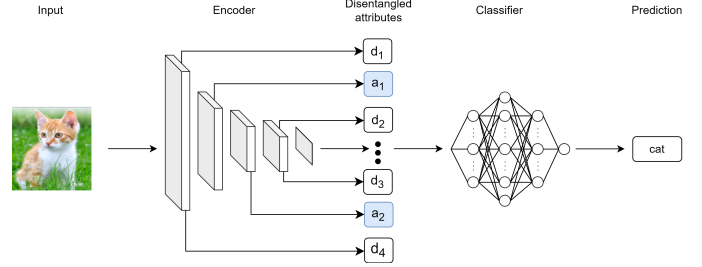 Input
Encoder
Disentangled
attributes
Classifier
Prediction
d1
a1
d2
d3
a2
d4
cat